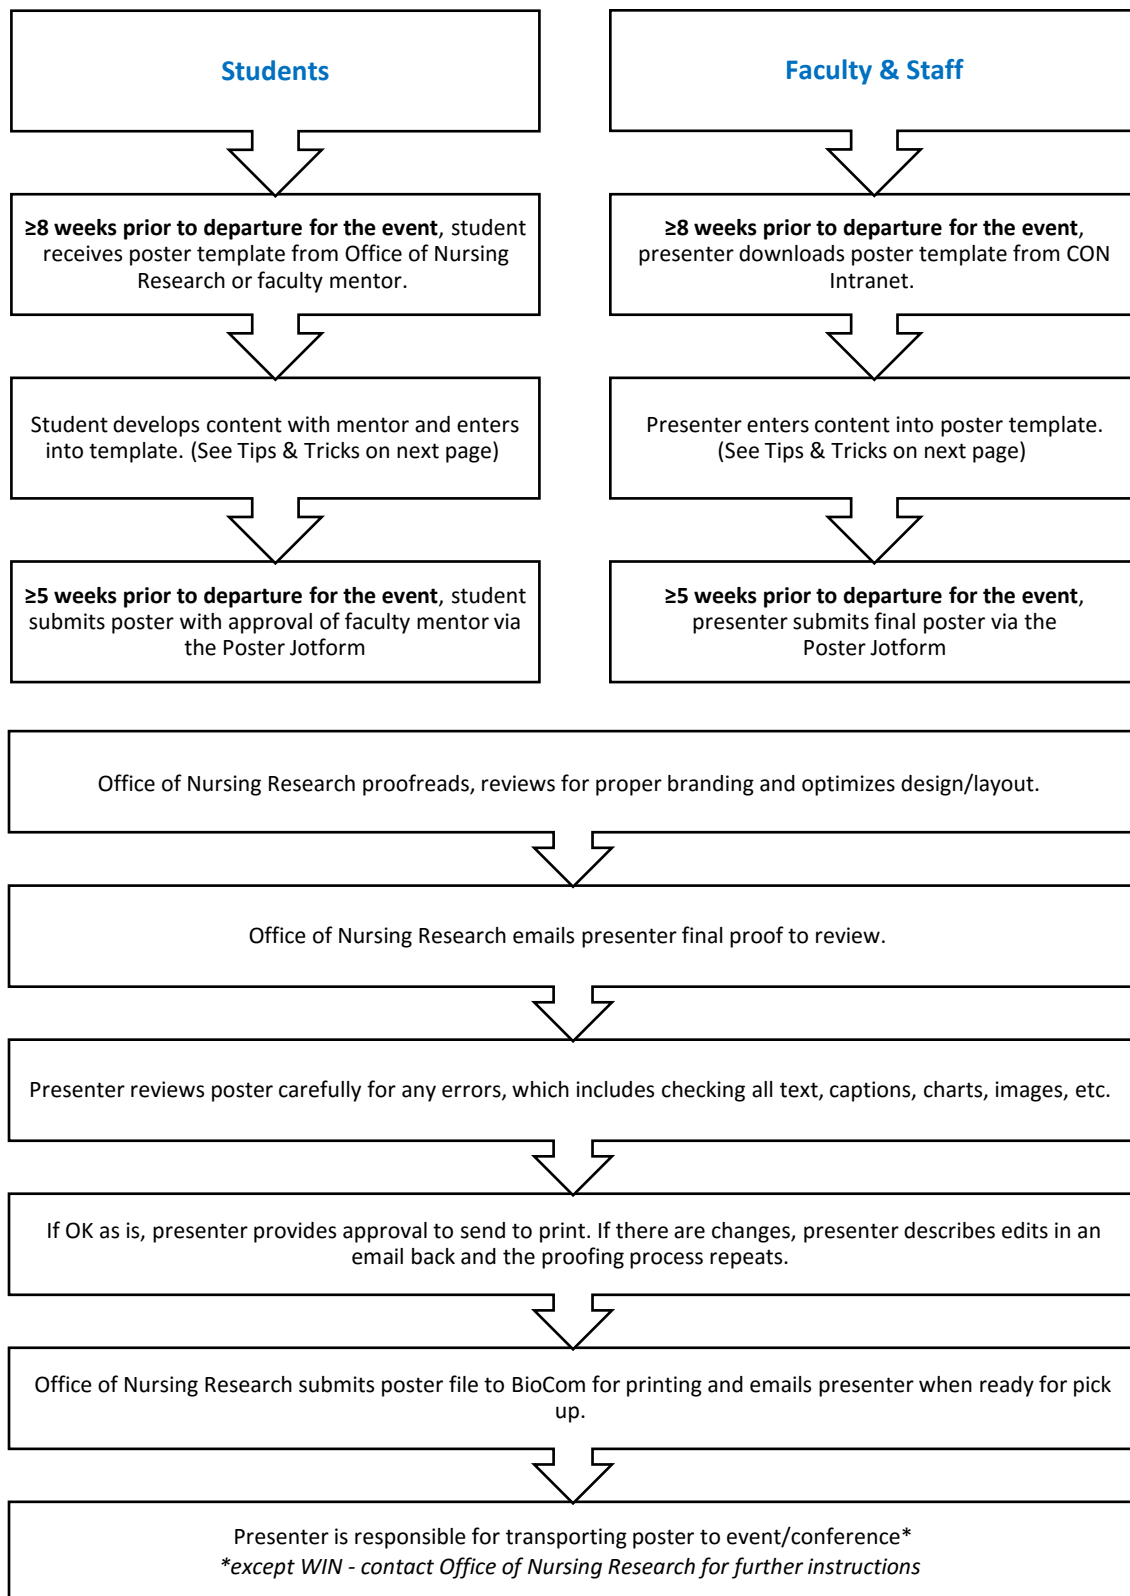 Students
≥8 weeks prior to departure for the event, student
receives poster template from Office of Nursing
Research or faculty mentor.
Student develops content with mentor and enters
into template. (See Tips & Tricks on next page)
≥5 weeks prior to departure for the event, student
submits poster with approval of faculty mentor via
the Poster Jotform
Faculty & Staff
≥8 weeks prior to departure for the event,
presenter downloads poster template from CON
Intranet.
Presenter enters content into poster template.
(See Tips & Tricks on next page)
≥5 weeks prior to departure for the event,
presenter submits final poster via the
Poster Jotform
Office of Nursing Research proofreads, reviews for proper branding and optimizes design/layout.
Office of Nursing Research emails presenter final proof to review.
Presenter reviews poster carefully for any errors, which includes checking all text, captions, charts, images, etc.
If OK as is, presenter provides approval to send to print. If there are changes, presenter describes edits in an
email back and the proofing process repeats.
Office of Nursing Research submits poster file to BioCom for printing and emails presenter when ready for pick
up.
Presenter is responsible for transporting poster to event/conference*
*except WIN - contact Office of Nursing Research for further instructions